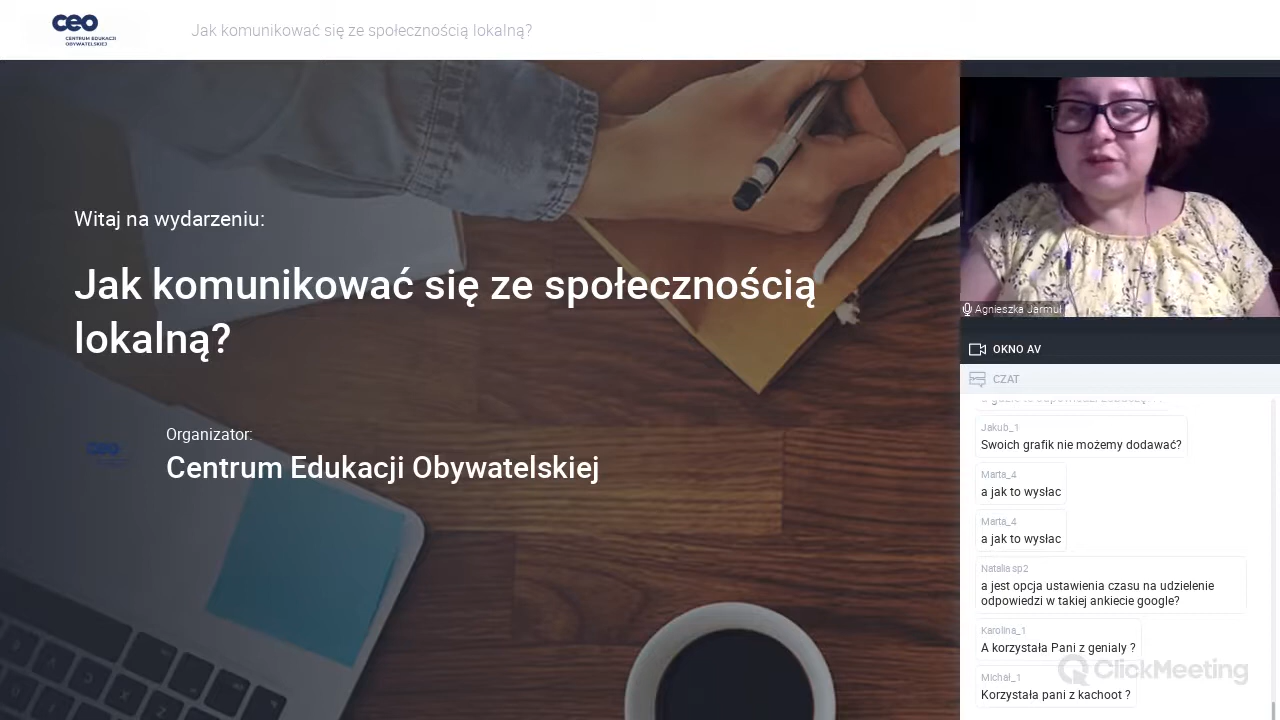 ceo
CENTRUM EDUKACJI
OBYWATELSKIEJ
Jak komunikować się ze społecznością lokalną?
Witaj na wydarzeniu:
Jak komunikować się ze społecznością
lokalną?
Organizator:
Centrum Edukacji Obywatelskiej
Agnieszka Jarmuł
OKNO AV
CZAT
Jakub_1
Swoich grafik nie możemy dodawać?
Marta_4
a jak to wysłac
Marta_4
a jak to wysłac
Natalia sp2
a jest opcja ustawienia czasu na udzielenie
odpowiedzi w takiej ankiecie google?
Karolina_1
A korzystała Pani z genialy ?
Michał_1
Korzystała pani z kachoot ?
ClickMeeting